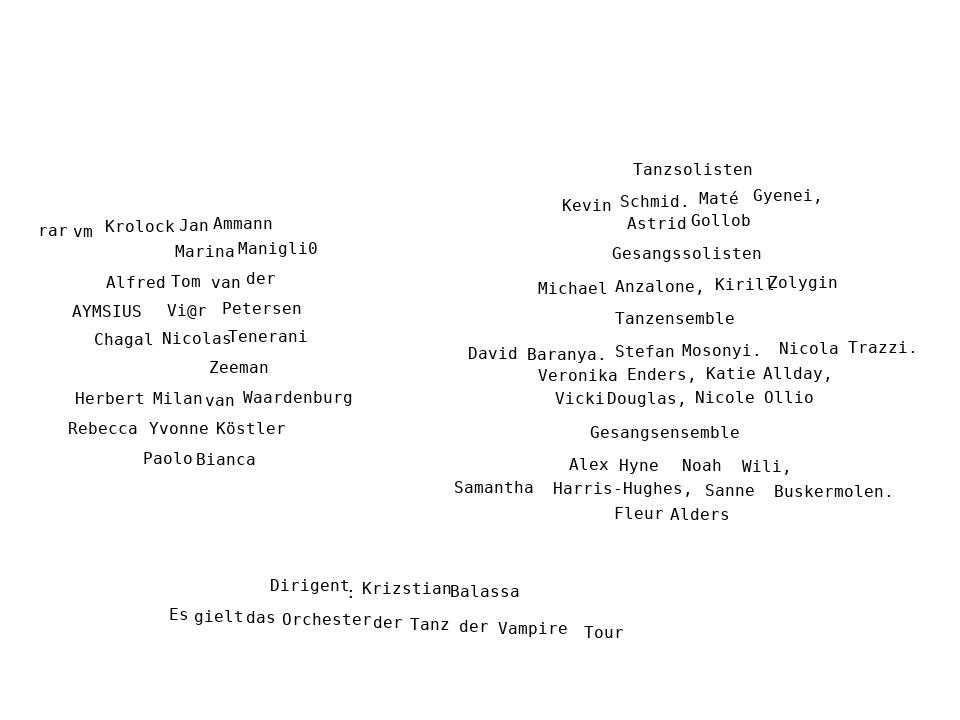 rar vm Krolock Jan Ammann
Marina Manigli0
Alfred Tom van der
AYMSIUS Vi@r Petersen
Chagal Nicolas Tenerani
Zeeman
Herbert Milan van Waardenburg
Rebecca Yvonne Köstler
Paolo Bianca
Tanzsolisten
Kevin Schmid. Maté Gyenei,
Astrid Gollob
Gesangssolisten
Michael Anzalone, Kirill Zolygin
Tanzensemble
David Baranya. Stefan Mosonyi. Nicola Trazzi.
Veronika Enders, Katie Allday,
Vicki Douglas, Nicole Ollio
Gesangsensemble
Alex Hyne Noah Wili,
Samantha Harris-Hughes, Sanne Buskermolen.
Fleur Alders
Dirigent : Krizstian Balassa
Es gielt das Orchester der Tanz der Vampire Tour